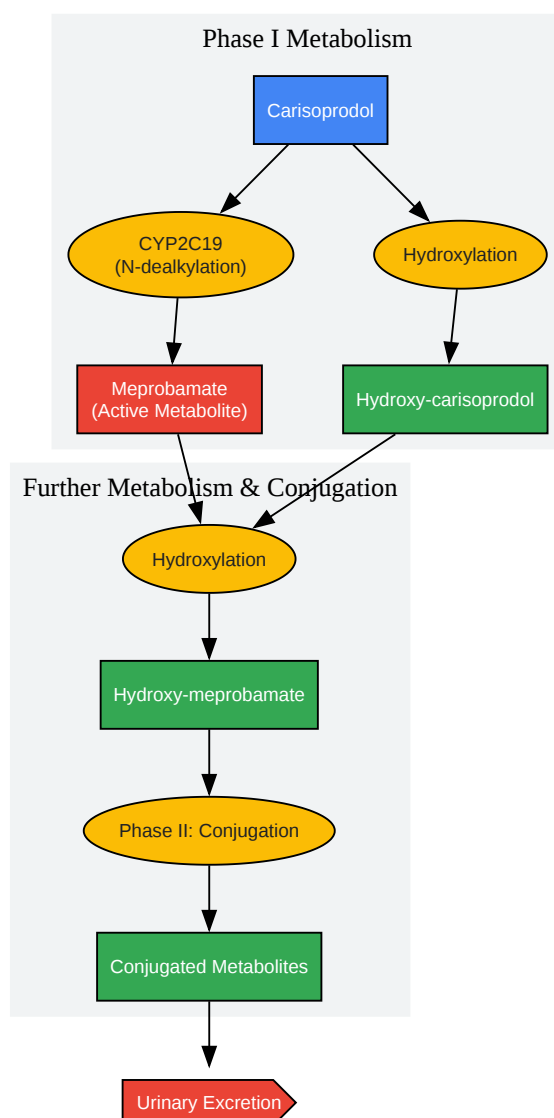 Phase I Metabolism
Carisoprodol
CYP2C19
(N-dealkylation)
Hydroxylation
Meprobamate
(Active Metabolite)
Hydroxy-carisoprodol
Further Metabolism & Conjugation
Hydroxylation
Hydroxy-meprobamate
Phase II: Conjugation
Conjugated Metabolites
Urinary Excretion